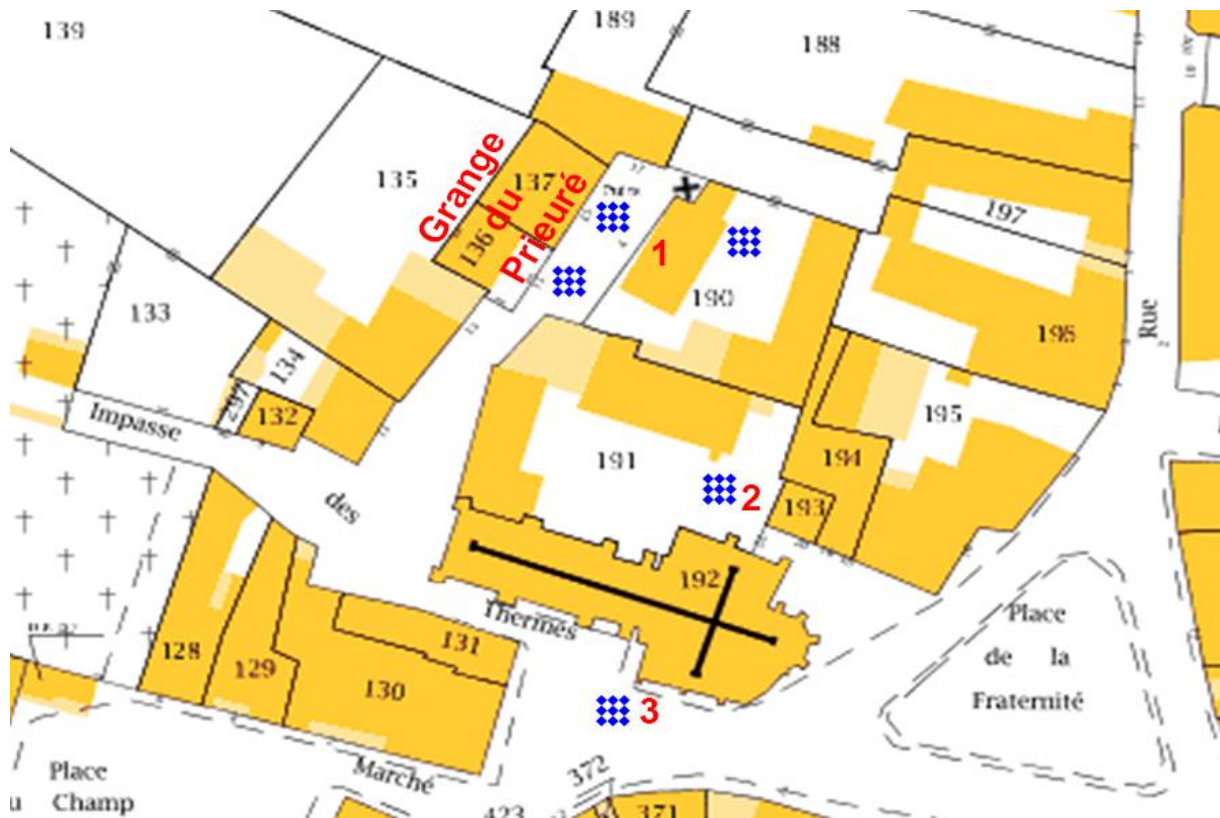 139
189
188
135
Grange
du
Prieuré
137
136
197
1
190
133
134
297
132
196
Rue
2
Impasse
des
195
191
194
2
193
192
Thermes
131
128
129
130
Place
de la
Fraternité
3
Place
u Champ
Marché
372
423
371